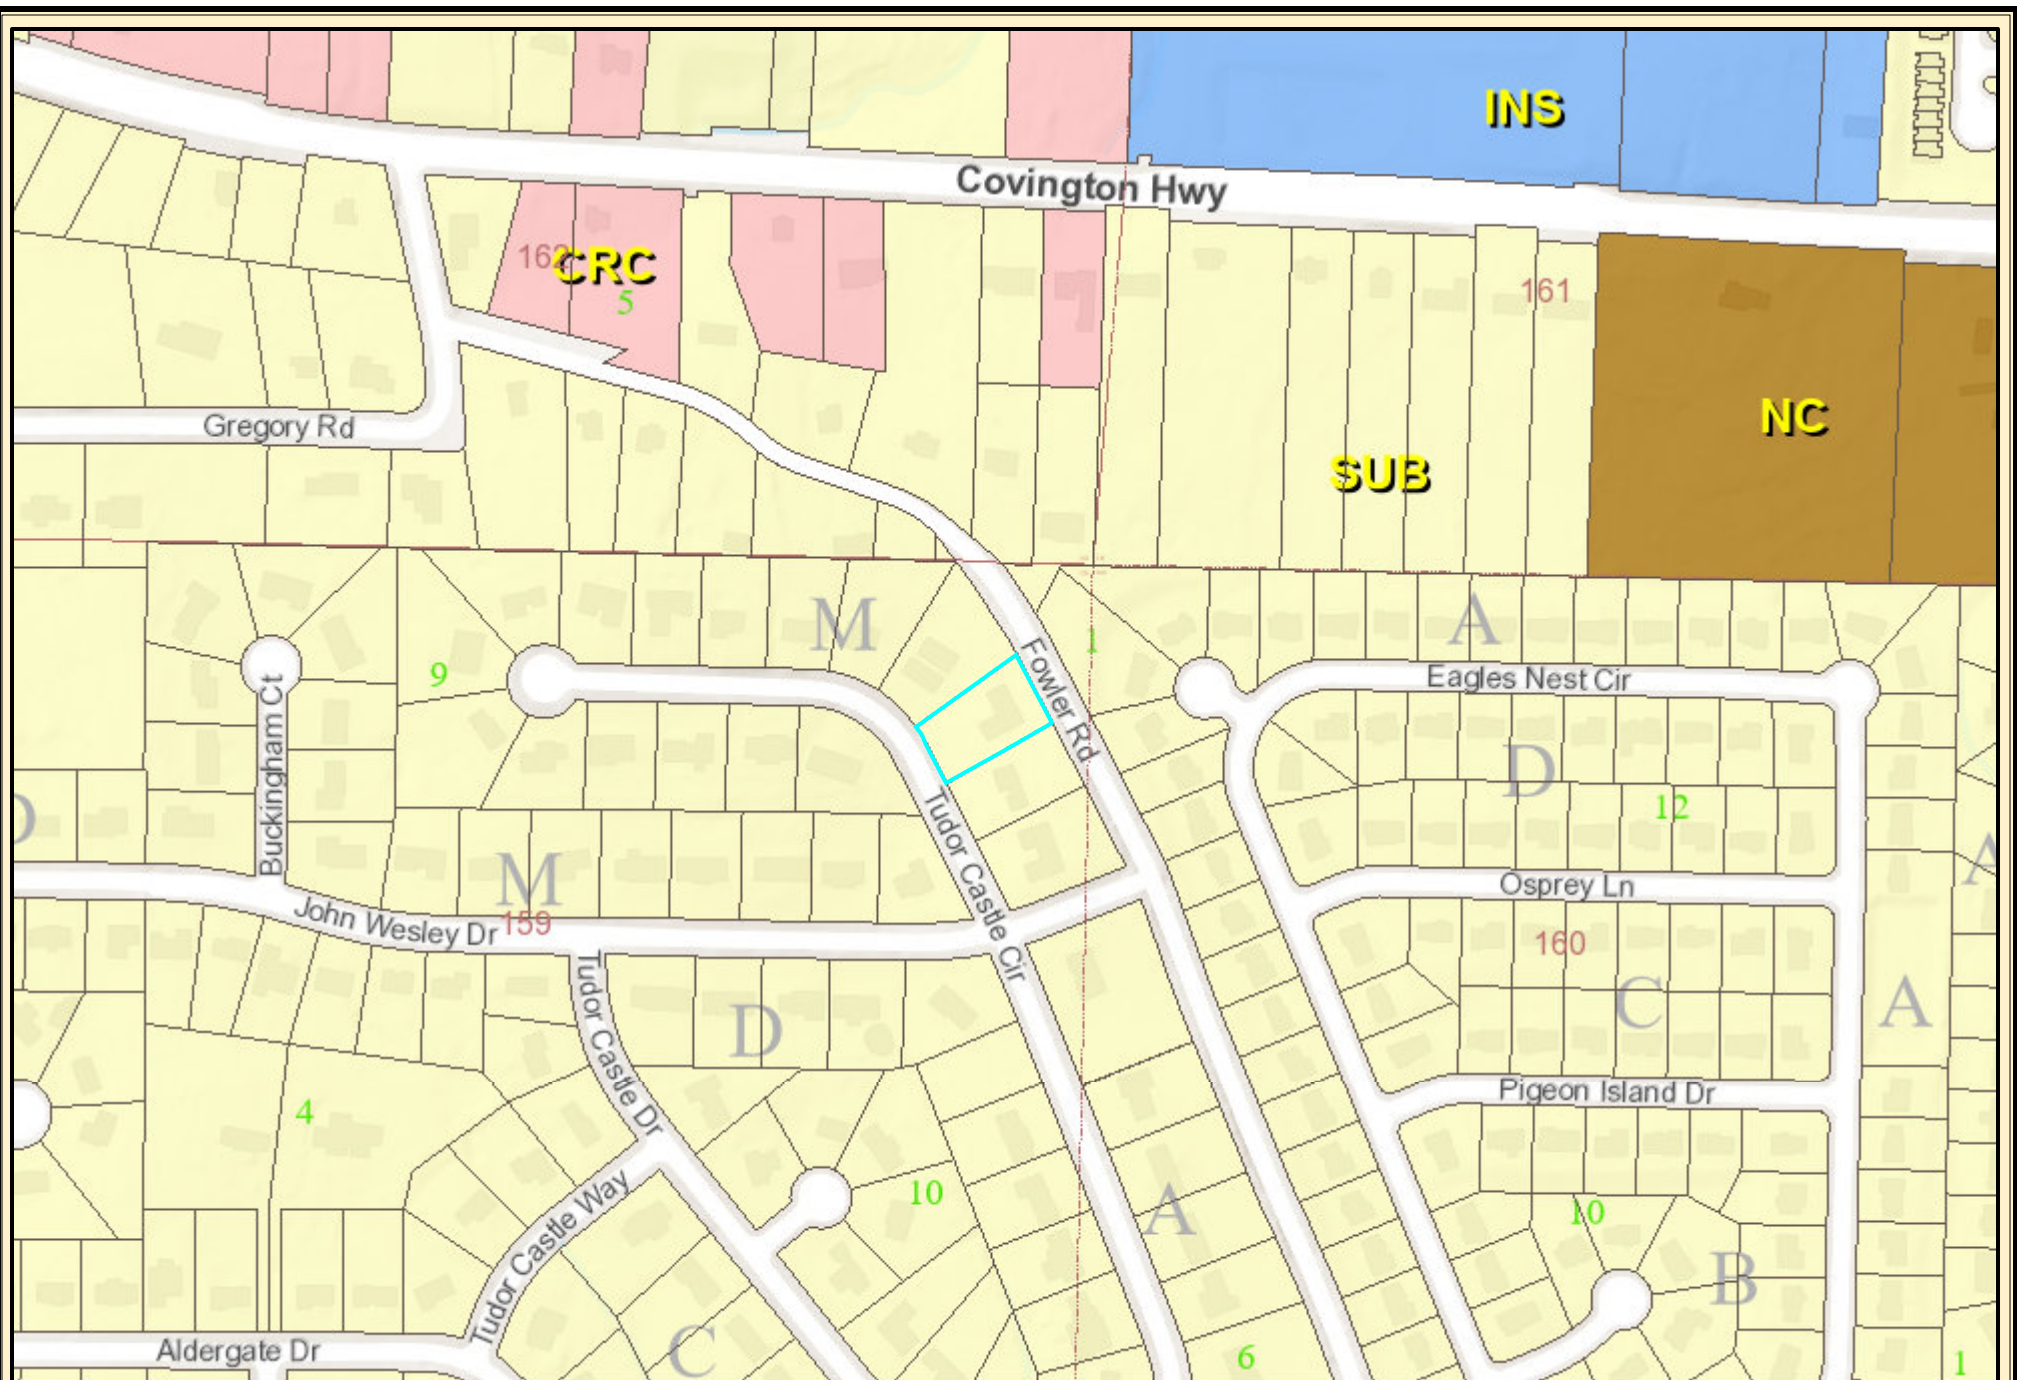 INS
Covington Hwy
162
CRC
5
161
NC
Gregory Rd
SUB
M
A
1
9
Fowler Rd
Eagles Nest Cir
Buckingham Ct
D
12
D
Tudor Castle Cir
M
A
Osprey Ln
John Wesley Dr
159
160
Tudor Castle Dr
D
C
A
Pigeon Island Dr
4
10
A
10
Tudor Castle Way
B
Aldergate Dr
C
6
1